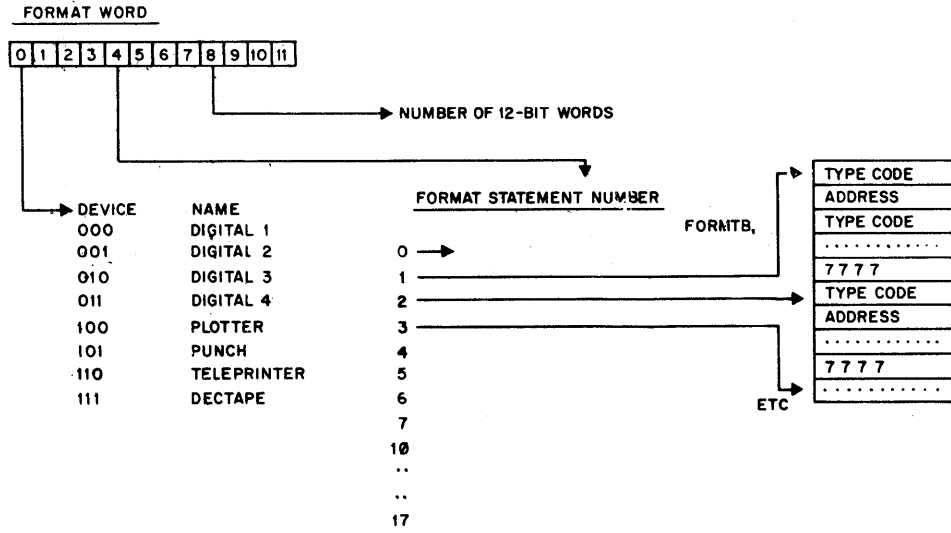 FORMAT WORD
0 1 2 3 4 5 6 7 8 9 10 11
NUMBER OF 12-BIT WORDS
FORMAT STATEMENT NUMBER
DEVICE NAME
000 DIGITAL 1
001 DIGITAL 2
010 DIGITAL 3
011 DIGITAL 4
100 PLOTTER
101 PUNCH
110 TELEPRINTER
111 DECTAPE
0
1
2
3
4
5
6
7
10
..
..
17
FORMTB,
TYPE CODE
ADDRESS
TYPE CODE
............
7777
TYPE CODE
ADDRESS
............
7777
............
ETC